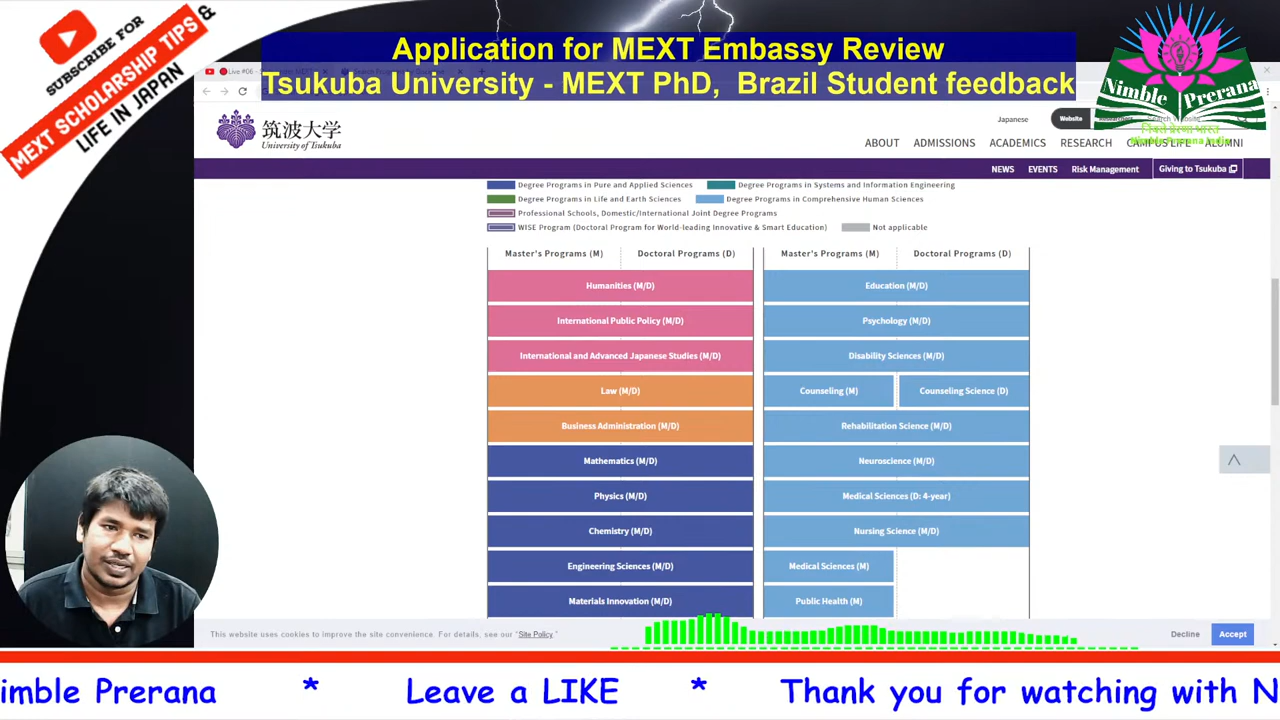 SUBSCRIBE FOR
MEXT SCHOLARSHIP TIPS &
LIFE IN JAPAN
Application for MEXT Embassy Review
Tsukuba University - MEXT PhD, Brazil Student feedback
Nimble Prerana
निम्बले प्रेरणा भारत
Nimble Prerana India
Live #06
筑波大学
University of Tsukuba
Japanese
Website
ABOUT
ADMISSIONS
ACADEMICS
RESEARCH
CAMPUS LIFE
ALUMNI
NEWS
EVENTS
Risk Management
Giving to Tsukuba
Degree Programs in Pure and Applied Sciences
Degree Programs in Systems and Information Engineering
Degree Programs in Life and Earth Sciences
Degree Programs in Comprehensive Human Sciences
Professional Schools, Domestic/International Joint Degree Programs
WISE Program (Doctoral Program for World-leading Innovative & Smart Education)
Not applicable
Master's Programs (M)
Doctoral Programs (D)
Humanities (M/D)
International Public Policy (M/D)
International and Advanced Japanese Studies (M/D)
Law (M/D)
Business Administration (M/D)
Mathematics (M/D)
Physics (M/D)
Chemistry (M/D)
Engineering Sciences (M/D)
Materials Innovation (M/D)
Master's Programs (M)
Doctoral Programs (D)
Education (M/D)
Psychology (M/D)
Disability Sciences (M/D)
Counseling (M)
Counseling Science (D)
Rehabilitation Science (M/D)
Neuroscience (M/D)
Medical Sciences (D: 4-year)
Nursing Science (M/D)
Medical Sciences (M)
Public Health (M)
This website uses cookies to improve the site convenience. For details, see our "Site Policy."
Decline
Accept
imble Prerana * Leave a LIKE * Thank you for watching with N